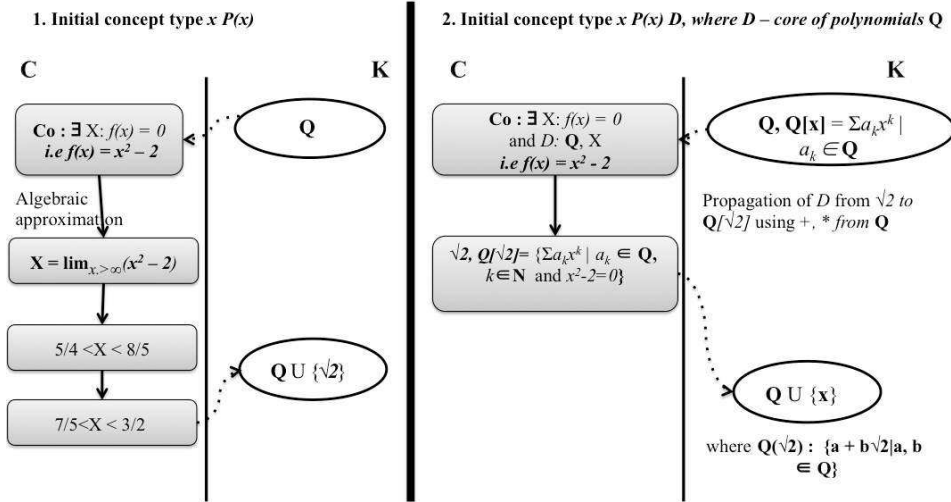 1. Initial concept type x P(x)
C
K
Co : ∃ X: f(x) = 0
i.e f(x) = x² – 2
Q
Algebraic
approximation
X = lim x.>∞ (x² – 2)
5/4 <X < 8/5
7/5<X < 3/2
Q U {√2}
2. Initial concept type x P(x) D, where D – core of polynomials Q
C
K
Co : ∃ X: f(x) = 0
and D: Q, X
i.e f(x) = x² - 2
Q, Q[x] = Σaₖxᵏ |
aₖ ∈ Q
Propagation of D from √2 to
Q[√2] using +, * from Q
√2, Q[√2]= {Σaₖxᵏ | aₖ ∈ Q,
k∈N and x²-2=0}
Q U {x}
where Q(√2) : {a + b√2|a, b
∈ Q}